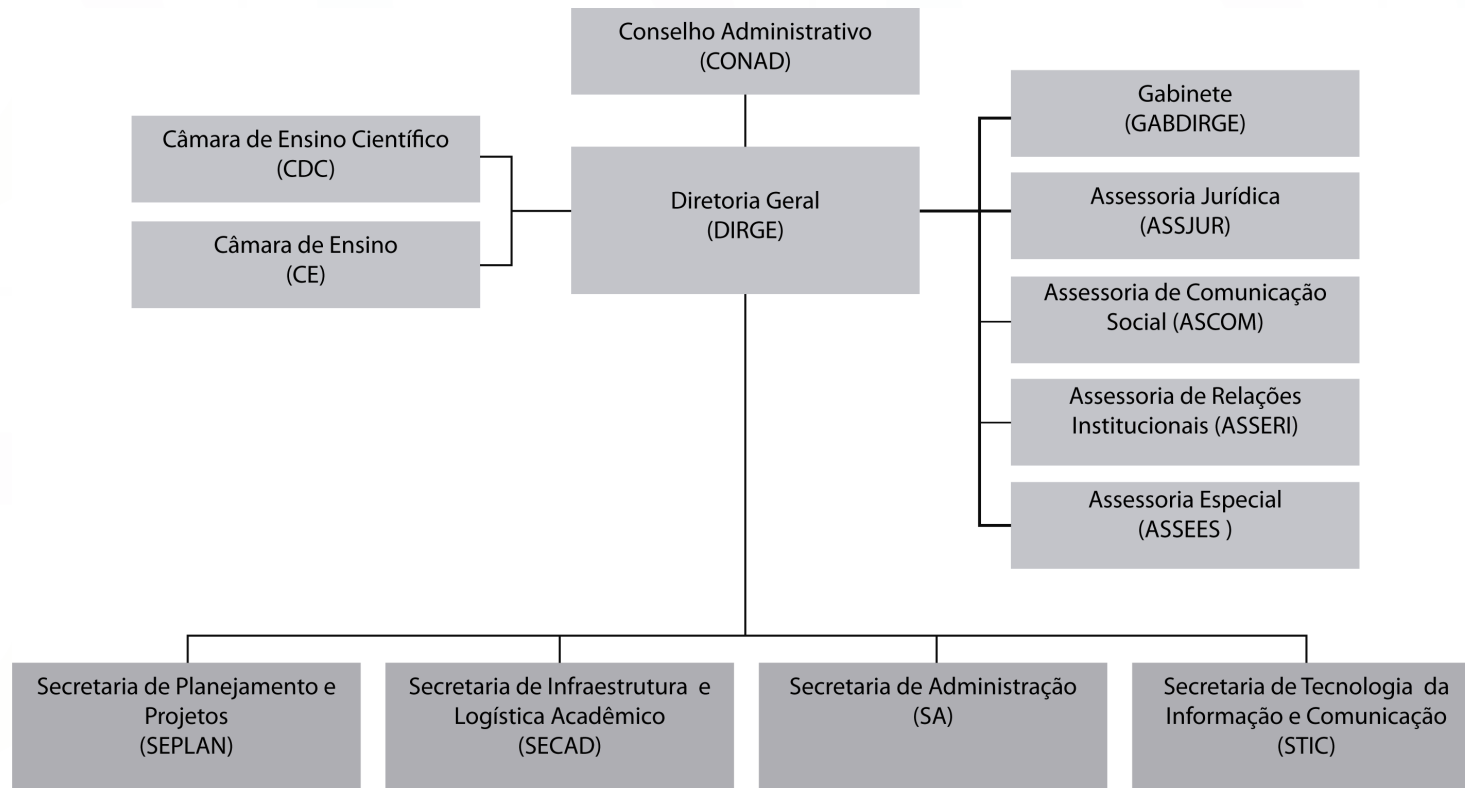 Conselho Administrativo
(CONAD)
Gabinete
(GABDIRGE)
Câmara de Ensino Científico
(CDC)
Diretoria Geral
(DIRGE)
Assessoria Jurídica
(ASSJUR)
Câmara de Ensino
(CE)
Assessoria de Comunicação
Social (ASCOM)
Assessoria de Relações
Institucionais (ASSERI)
Assessoria Especial
(ASSEES )
Secretaria de Planejamento e
Projetos
(SEPLAN)
Secretaria de Infraestrutura e
Logística Acadêmico
(SECAD)
Secretaria de Administração
(SA)
Secretaria de Tecnologia da
Informação e Comunicação
(STIC)